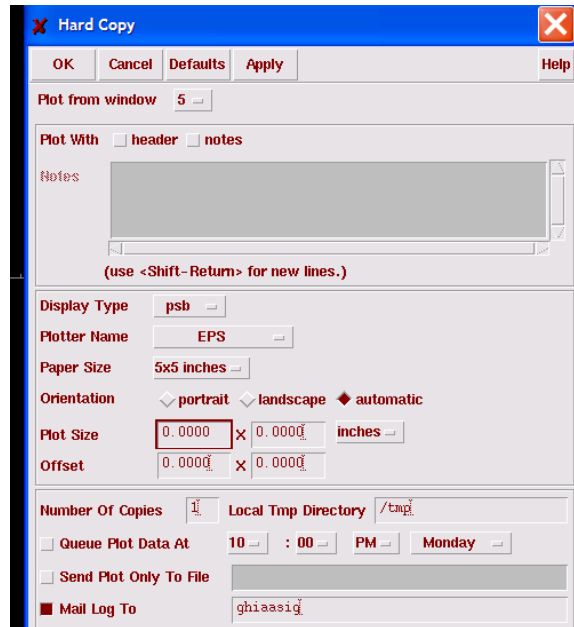 Hard Copy
OK Cancel Defaults Apply Help
Plot from window 5
Plot With header notes
Notes
(use <Shift-Return> for new lines.)
Display Type psb
Plotter Name EPS
Paper Size 5x5 inches
Orientation portrait landscape automatic
Plot Size 0.0000 X 0.0000 inches
Offset 0.0000 X 0.0000
Number Of Copies 1 Local Tmp Directory /tmp
Queue Plot Data At 10 : 00 PM Monday
Send Plot Only To File
Mail Log To ghiaasig